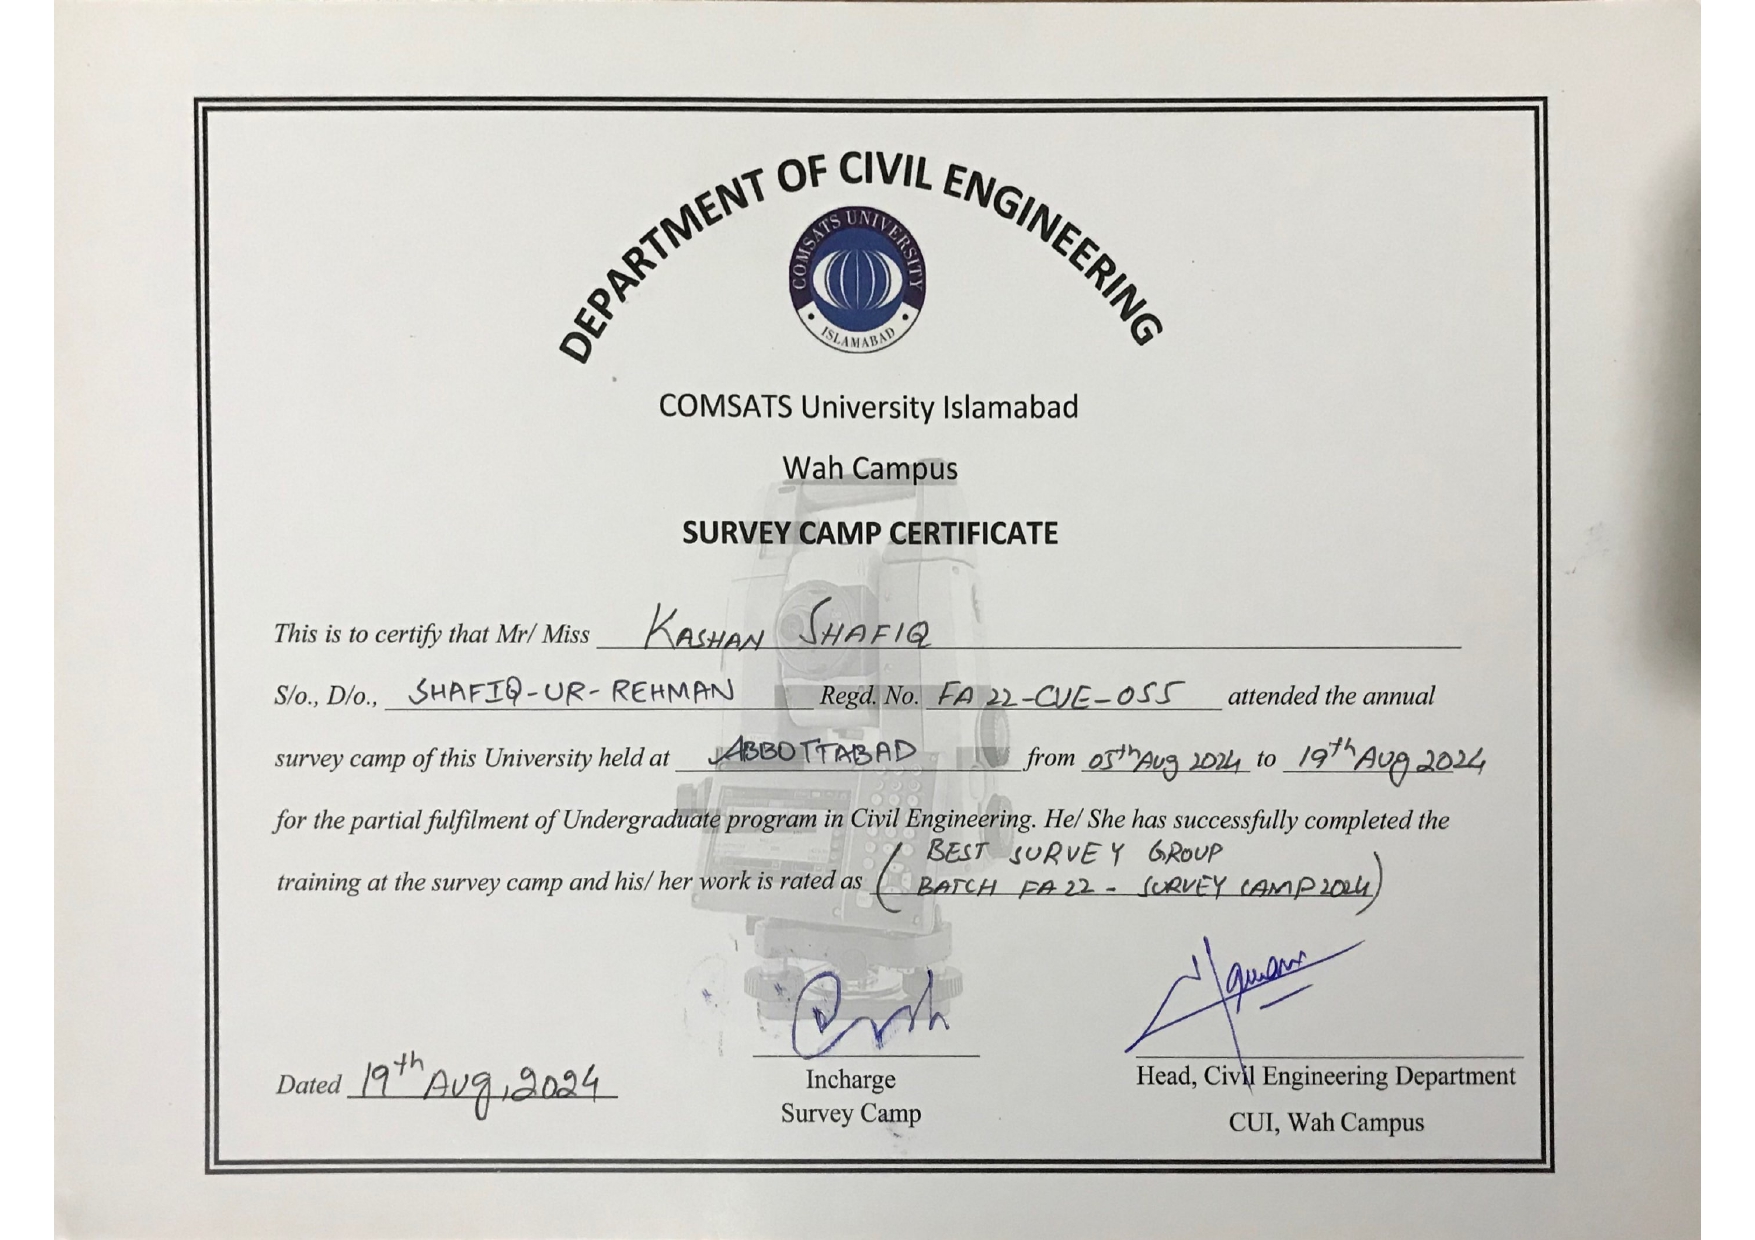 DEPARTMENT OF CIVIL ENGINEERING
COMSATS UNIVERSITY
ISLAMABAD
COMSATS University Islamabad
Wah Campus
SURVEY CAMP CERTIFICATE
This is to certify that Mr/ Miss KASHAN SHAFIQ
S/o., D/o., SHAFIQ-UR-REHMAN Regd. No. FA22-CVE-055 attended the annual
survey camp of this University held at ABBOTTABAD from 05th Aug 2024 to 19th Aug 2024
for the partial fulfilment of Undergraduate program in Civil Engineering. He/ She has successfully completed the
(BEST SURVEY GROUP
training at the survey camp and his/ her work is rated as BATCH FA22 - SURVEY CAMP 2024)
Dated 19th Aug, 2024
Incharge
Survey Camp
Head, Civil Engineering Department
CUI, Wah Campus